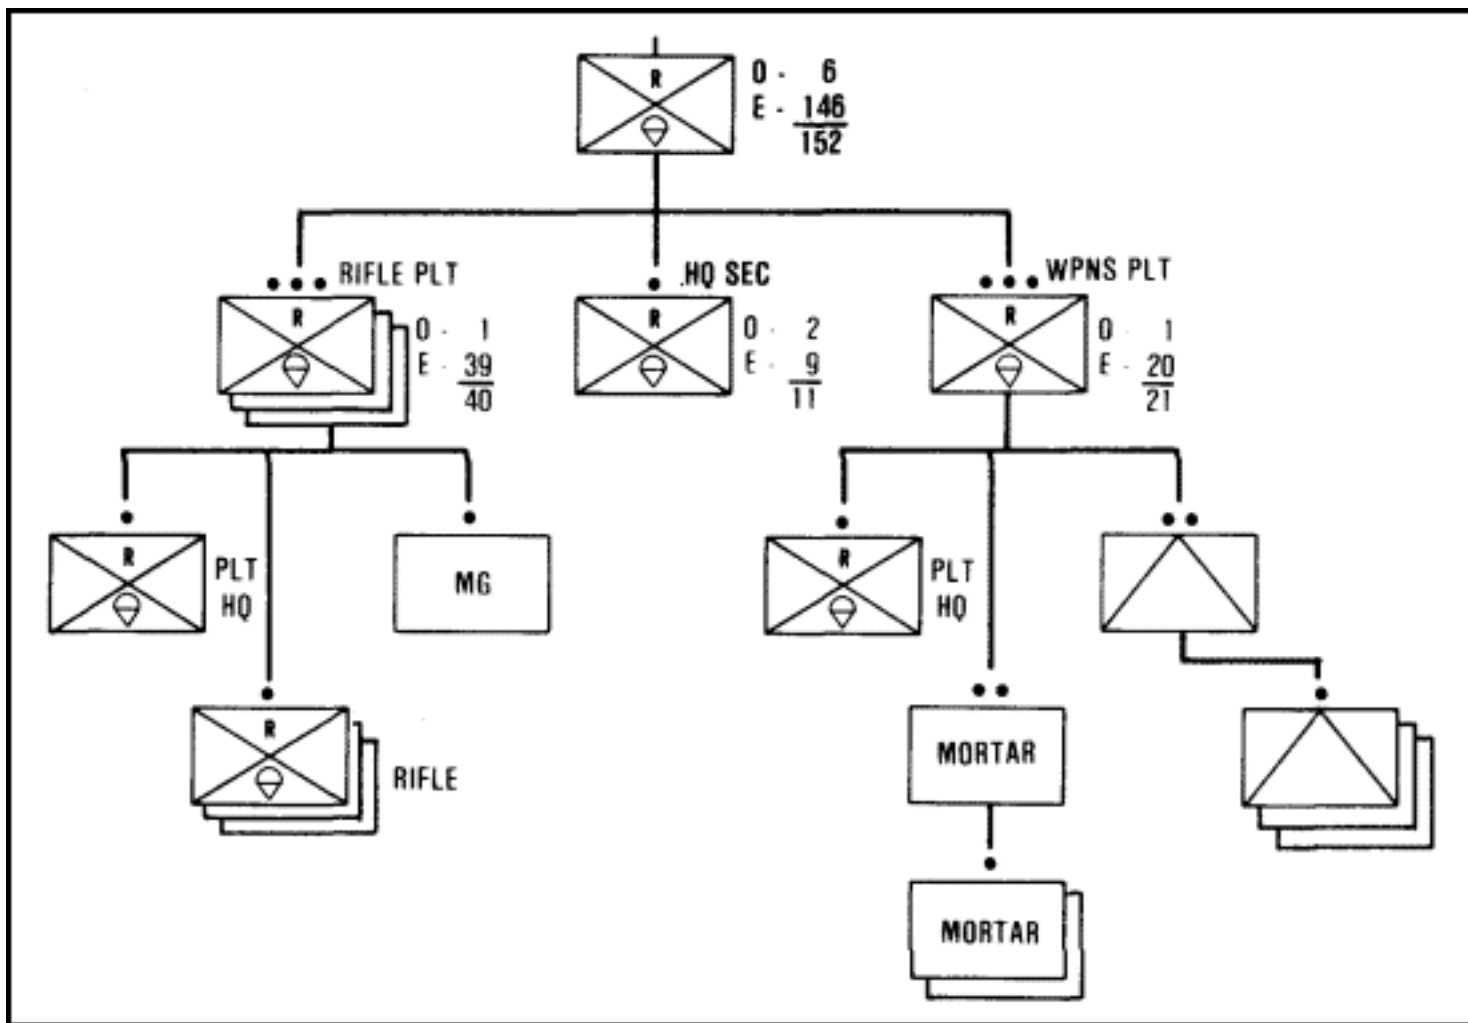 R
O - 6
E - 146
152
RIFLE PLT
R
O - 1
E - 39
40
.HQ SEC
R
O - 2
E - 9
11
WPNS PLT
R
O - 1
E - 20
21
R
PLT
HQ
MG
R
PLT
HQ
R
RIFLE
MORTAR
MORTAR